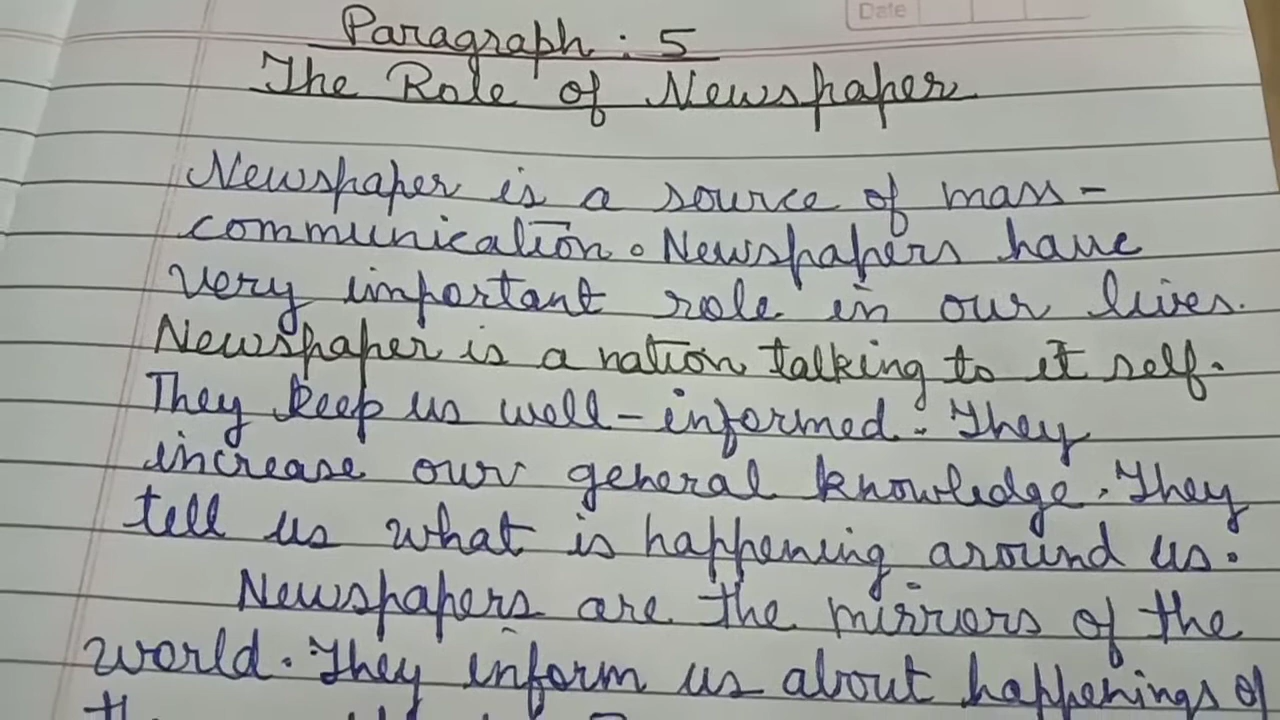 Date
Paragraph : 5
The Role of Newspaper
Newspaper is a source of mass-
communication. Newspapers have
very important role in our lives.
Newspaper is a nation talking to it self.
They keep us well-informed. They
increase our general knowledge. They
tell us what is happening around us.
Newspapers are the mirrors of the
world. They inform us about happenings of